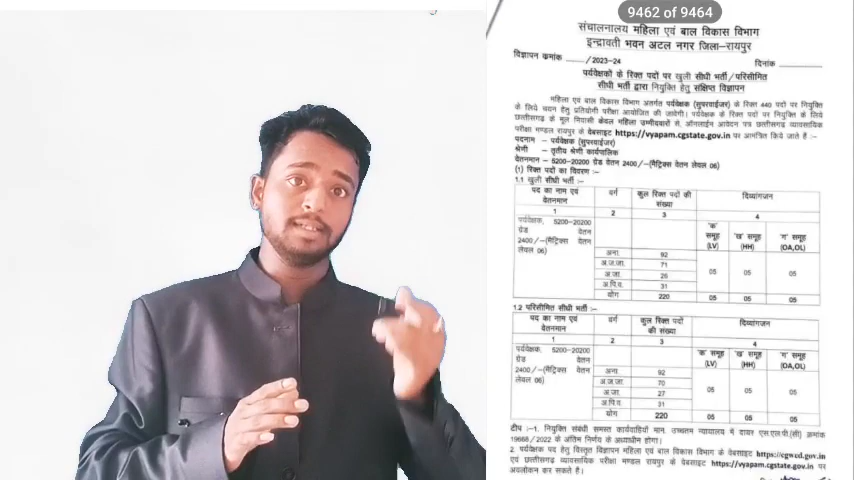 9462 of 9464
संचालनालय महिला एवं बाल विकास विभाग
इन्द्रावती भवन अटल नगर जिला–रायपुर
विज्ञापन क्रमांक ........ /2023-24 दिनांक ............
पर्यवेक्षकों के रिक्त पदों पर खुली सीधी भर्ती/परिसीमित
सीधी भर्ती द्वारा नियुक्ति हेतु संक्षिप्त विज्ञापन
महिला एवं बाल विकास विभाग अंतर्गत पर्यवेक्षक (सुपरवाईजर) के रिक्त 440 पदों पर नियुक्ति
के लिये चयन हेतु प्रतियोगी परीक्षा आयोजित की जायेगी। पर्यवेक्षक के रिक्त पदों पर नियुक्ति के लिये
छत्तीसगढ़ के मूल निवासी केवल महिला उम्मीदवारों से, ऑनलाईन आवेदन पत्र छत्तीसगढ़ व्यावसायिक
परीक्षा मण्डल रायपुर के वेबसाइट https://vyapam.cgstate.gov.in पर आमंत्रित किये जाते है :–
पदनाम – पर्यवेक्षक (सुपरवाईजर)
श्रेणी – तृतीय श्रेणी कार्यपालिक
वेतनमान – 5200-20200 ग्रेड वेतन 2400/-(मैट्रिक्स वेतन लेवल 06)
(1) रिक्त पदों का विवरण :–
1.1 खुली सीधी भर्ती :–
पद का नाम एवं वेतनमान वर्ग कुल रिक्त पदों की संख्या दिव्यांगजन
1 2 3 4
पर्यवेक्षक, 5200-20200 ग्रेड वेतन 2400/-(मैट्रिक्स वेतन लेवल 06)
'क' समूह (LV) 'ख' समूह (HH) 'ग' समूह (OA,OL)
अना. 92
अ.ज.जा. 71
अ.जा. 26
अ.पि.व. 31
05 05 05
योग 220 05 05 05
1.2 परिसीमित सीधी भर्ती :–
पद का नाम एवं वेतनमान वर्ग कुल रिक्त पदों की संख्या दिव्यांगजन
1 2 3 4
पर्यवेक्षक, 5200-20200 ग्रेड वेतन 2400/-(मैट्रिक्स वेतन लेवल 06)
'क' समूह (LV) 'ख' समूह (HH) 'ग' समूह (OA,OL)
अना. 92
अ.ज.जा. 70
अ.जा. 27
अ.पि.व. 31
05 05
योग 220 05 05 05
टीप :–1. नियुक्ति संबंधी समस्त कार्यवाहियाँ मान. उच्चतम न्यायालय में दायर एस.एल.पी.(सी) क्रमांक
19668/2022 के अंतिम निर्णय के अध्याधीन होगा।
2. पर्यवेक्षक पद हेतु विस्तृत विज्ञापन महिला एवं बाल विकास विभाग के वेबसाइट https://cgwcd.gov.in
एवं छत्तीसगढ़ व्यावसायिक परीक्षा मण्डल रायपुर के वेबसाइट https://vyapam.cgstate.gov.in पर
अवलोकन कर सकते है।